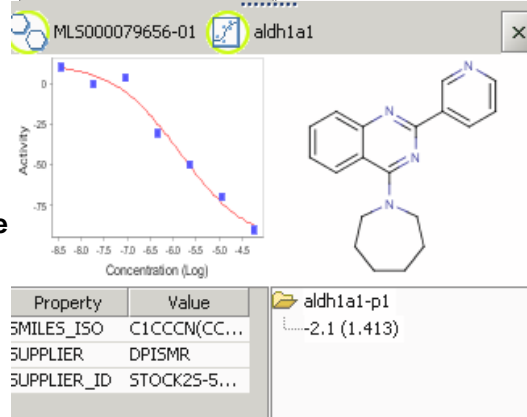 MLS000079656-01 aldh1a1 ×
0
-25
-50
-75
Activity
-8.5 -8.0 -7.5 -7.0 -6.5 -6.0 -5.5 -5.0 -4.5
Concentration (Log)
N
N
N
N
e
Property Value
SMILES_ISO C1CCCN(CC...
SUPPLIER DPISMR
SUPPLIER_ID STOCK2S-5...
aldh1a1-p1
-2.1 (1.413)